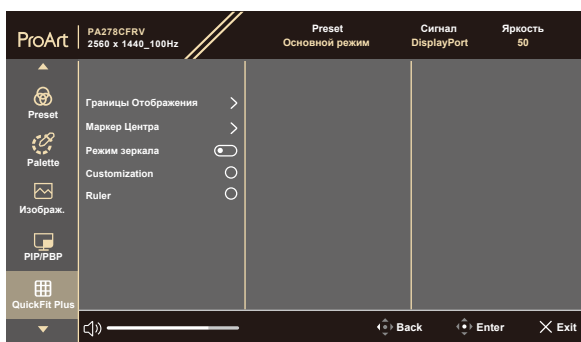 ProArt
PA278CFRV
2560 x 1440_100Hz
Preset
Основной режим
Сигнал
DisplayPort
Яркость
50
Preset
Palette
Изображ.
PIP/PBP
QuickFit Plus
Границы Отображения
Маркер Центра
Режим зеркала
Customization
Ruler
Back
Enter
Exit